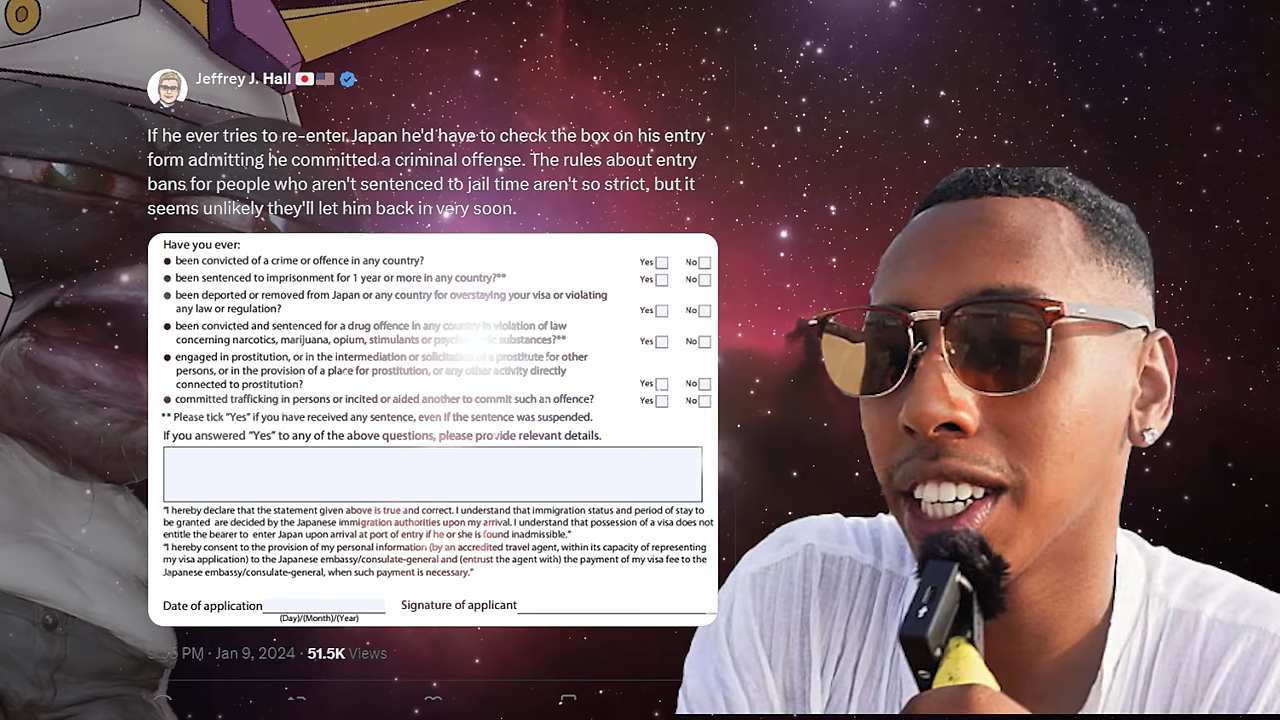 Jeffrey J. Hall
If he ever tries to re-enter Japan he'd have to check the box on his entry
form admitting he committed a criminal offense. The rules about entry
bans for people who aren't sentenced to jail time aren't so strict, but it
seems unlikely they'll let him back in very soon.
Have you ever:
● been convicted of a crime or offence in any country? Yes No
● been sentenced to imprisonment for 1 year or more in any country?** Yes No
● been deported or removed from Japan or any country for overstaying your visa or violating
any law or regulation? Yes No
● been convicted and sentenced for a drug offence in any country in violation of law
concerning narcotics, marijuana, opium, stimulants or substances?** Yes No
● engaged in prostitution, or in the intermediation or solicitation of a prostitute for other
persons, or in the provision of a place for prostitution, or any other activity directly
connected to prostitution? Yes No
● committed trafficking in persons or incited or aided another to commit such an offence? Yes No
** Please tick "Yes" if you have received any sentence, even if the sentence was suspended.
If you answered "Yes" to any of the above questions, please provide relevant details.
"I hereby declare that the statement given above is true and correct. I understand that immigration status and period of stay to
be granted are decided by the Japanese immigration authorities upon my arrival. I understand that possession of a visa does not
entitle the bearer to enter Japan upon arrival at port of entry if he or she is found inadmissible."
"I hereby consent to the provision of my personal information (by an accredited travel agent, within its capacity of representing
my visa application) to the Japanese embassy/consulate-general and (entrust the agent with) the payment of my visa fee to the
Japanese embassy/consulate-general, when such payment is necessary."
Date of application Signature of applicant
(Day)/(Month)/(Year)
PM · Jan 9, 2024 · 51.5K Views